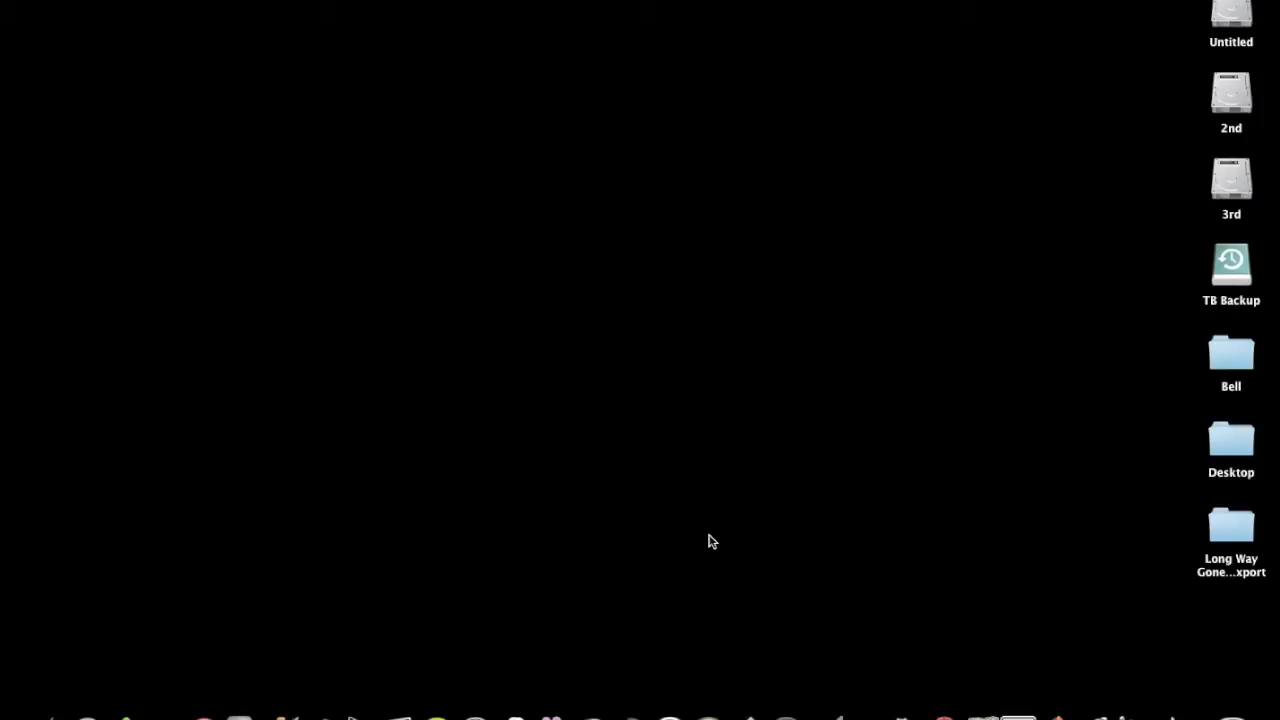 Untitled
2nd
3rd
TB Backup
Bell
Desktop
Long Way
Gone...xport